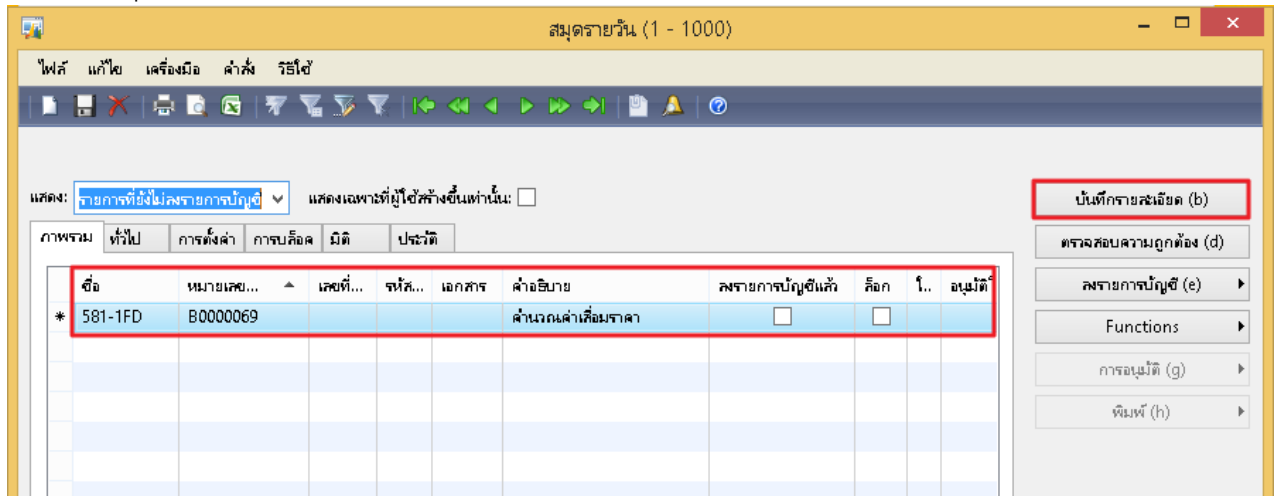 สมุดรายวัน (1 - 1000)
ไฟล์ แก้ไข เครื่องมือ คำสั่ง วิธีใช้
แสดง: รายการที่ยังไม่ลงรายการบัญชี แสดงเฉพาะที่ผู้ใช้สร้างขึ้นเท่านั้น:
บันทึกรายละเอียด (b)
ภาพรวม ทั่วไป การตั้งค่า การบล็อค มิติ ประวัติ
ตรวจสอบความถูกต้อง (d)
ชื่อ หมายเลข... เลขที่... รหัส... เอกสาร คำอธิบาย ลงรายการบัญชีแล้ว ล็อก ใ.. อนุมัติ
ลงรายการบัญชี (e)
* 581-1FD B0000069 คำนวณค่าเสื่อมราคา
Functions
การอนุมัติ (g)
พิมพ์ (h)